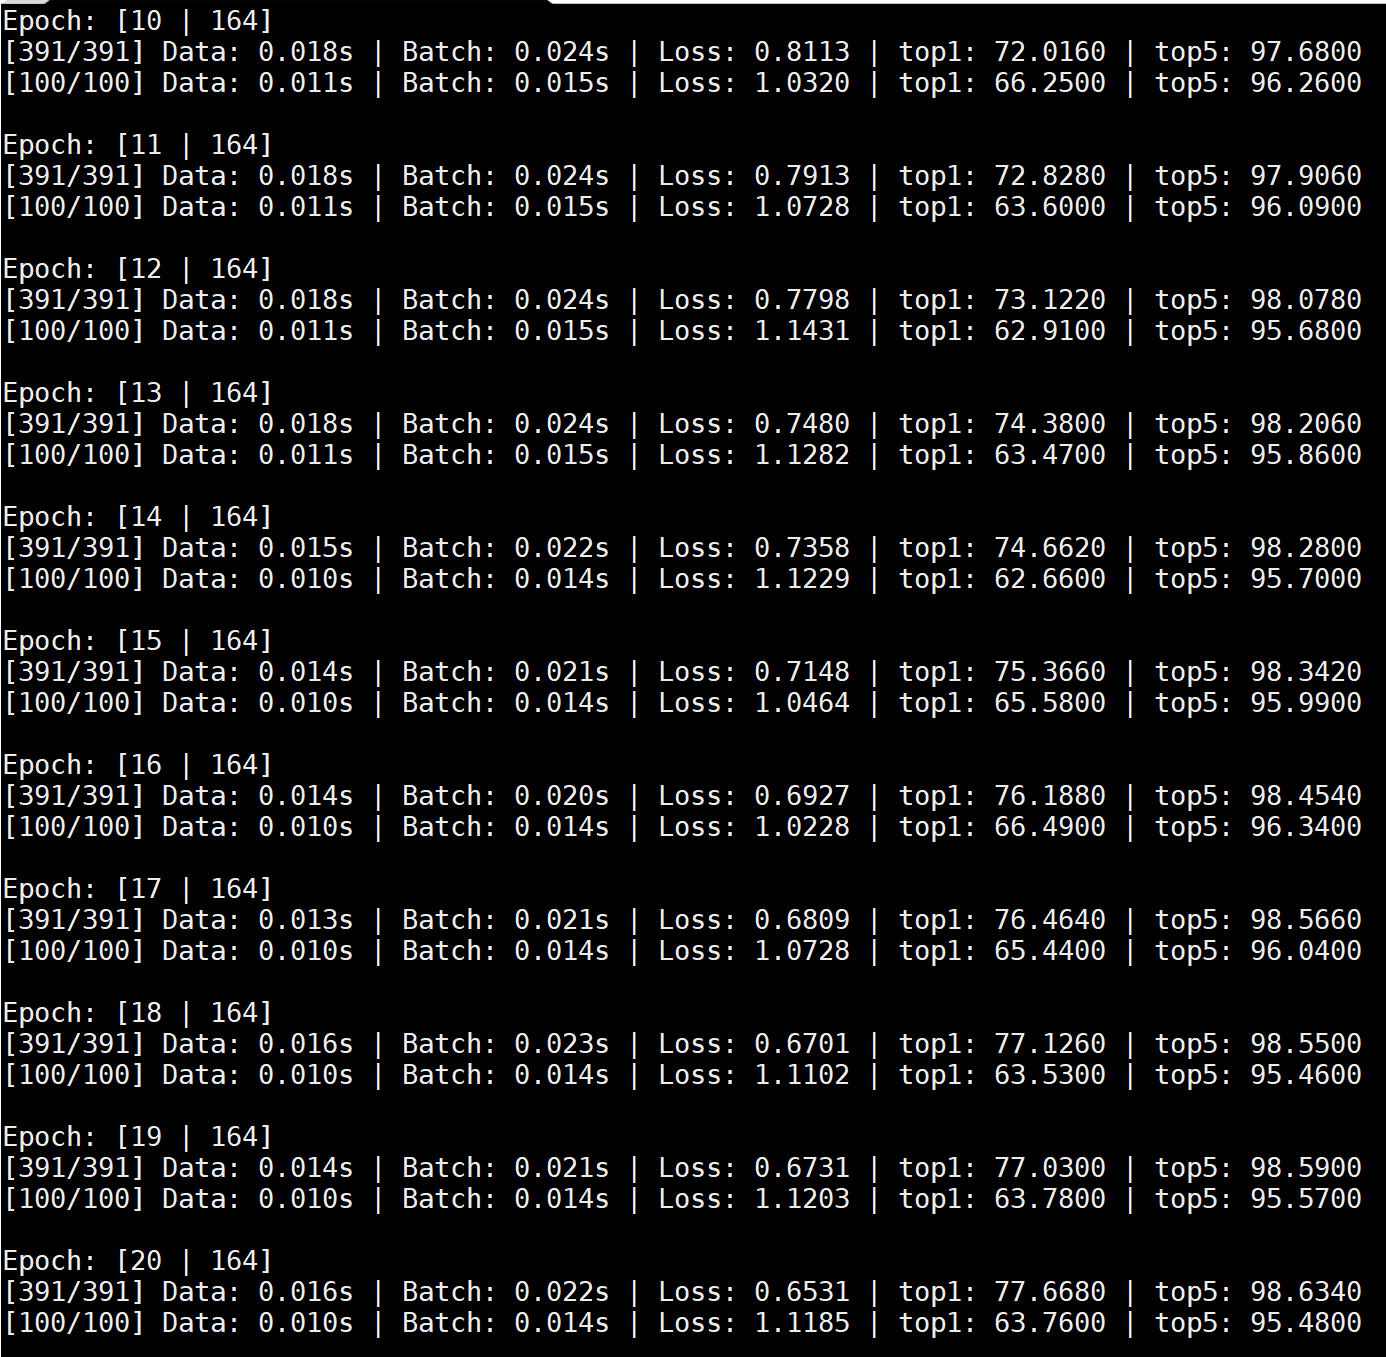 Epoch: [10 | 164]
[391/391] Data: 0.018s | Batch: 0.024s | Loss: 0.8113 | top1: 72.0160 | top5: 97.6800
[100/100] Data: 0.011s | Batch: 0.015s | Loss: 1.0320 | top1: 66.2500 | top5: 96.2600
Epoch: [11 | 164]
[391/391] Data: 0.018s | Batch: 0.024s | Loss: 0.7913 | top1: 72.8280 | top5: 97.9060
[100/100] Data: 0.011s | Batch: 0.015s | Loss: 1.0728 | top1: 63.6000 | top5: 96.0900
Epoch: [12 | 164]
[391/391] Data: 0.018s | Batch: 0.024s | Loss: 0.7798 | top1: 73.1220 | top5: 98.0780
[100/100] Data: 0.011s | Batch: 0.015s | Loss: 1.1431 | top1: 62.9100 | top5: 95.6800
Epoch: [13 | 164]
[391/391] Data: 0.018s | Batch: 0.024s | Loss: 0.7480 | top1: 74.3800 | top5: 98.2060
[100/100] Data: 0.011s | Batch: 0.015s | Loss: 1.1282 | top1: 63.4700 | top5: 95.8600
Epoch: [14 | 164]
[391/391] Data: 0.015s | Batch: 0.022s | Loss: 0.7358 | top1: 74.6620 | top5: 98.2800
[100/100] Data: 0.010s | Batch: 0.014s | Loss: 1.1229 | top1: 62.6600 | top5: 95.7000
Epoch: [15 | 164]
[391/391] Data: 0.014s | Batch: 0.021s | Loss: 0.7148 | top1: 75.3660 | top5: 98.3420
[100/100] Data: 0.010s | Batch: 0.014s | Loss: 1.0464 | top1: 65.5800 | top5: 95.9900
Epoch: [16 | 164]
[391/391] Data: 0.014s | Batch: 0.020s | Loss: 0.6927 | top1: 76.1880 | top5: 98.4540
[100/100] Data: 0.010s | Batch: 0.014s | Loss: 1.0228 | top1: 66.4900 | top5: 96.3400
Epoch: [17 | 164]
[391/391] Data: 0.013s | Batch: 0.021s | Loss: 0.6809 | top1: 76.4640 | top5: 98.5660
[100/100] Data: 0.010s | Batch: 0.014s | Loss: 1.0728 | top1: 65.4400 | top5: 96.0400
Epoch: [18 | 164]
[391/391] Data: 0.016s | Batch: 0.023s | Loss: 0.6701 | top1: 77.1260 | top5: 98.5500
[100/100] Data: 0.010s | Batch: 0.014s | Loss: 1.1102 | top1: 63.5300 | top5: 95.4600
Epoch: [19 | 164]
[391/391] Data: 0.014s | Batch: 0.021s | Loss: 0.6731 | top1: 77.0300 | top5: 98.5900
[100/100] Data: 0.010s | Batch: 0.014s | Loss: 1.1203 | top1: 63.7800 | top5: 95.5700
Epoch: [20 | 164]
[391/391] Data: 0.016s | Batch: 0.022s | Loss: 0.6531 | top1: 77.6680 | top5: 98.6340
[100/100] Data: 0.010s | Batch: 0.014s | Loss: 1.1185 | top1: 63.7600 | top5: 95.4800